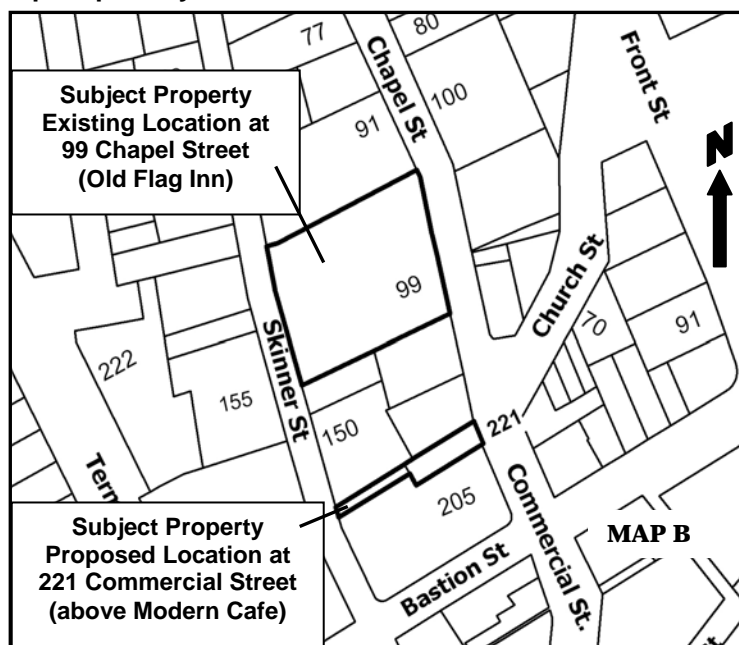 77
80
Chapel St
Front St
Subject Property
Existing Location at
99 Chapel Street
(Old Flag Inn)
91
100
N
99
Church St
70
91
Skinner St
222
155
150
221
205
Commercial St.
Bastion St
MAP B
Subject Property
Proposed Location at
221 Commercial Street
(above Modern Cafe)